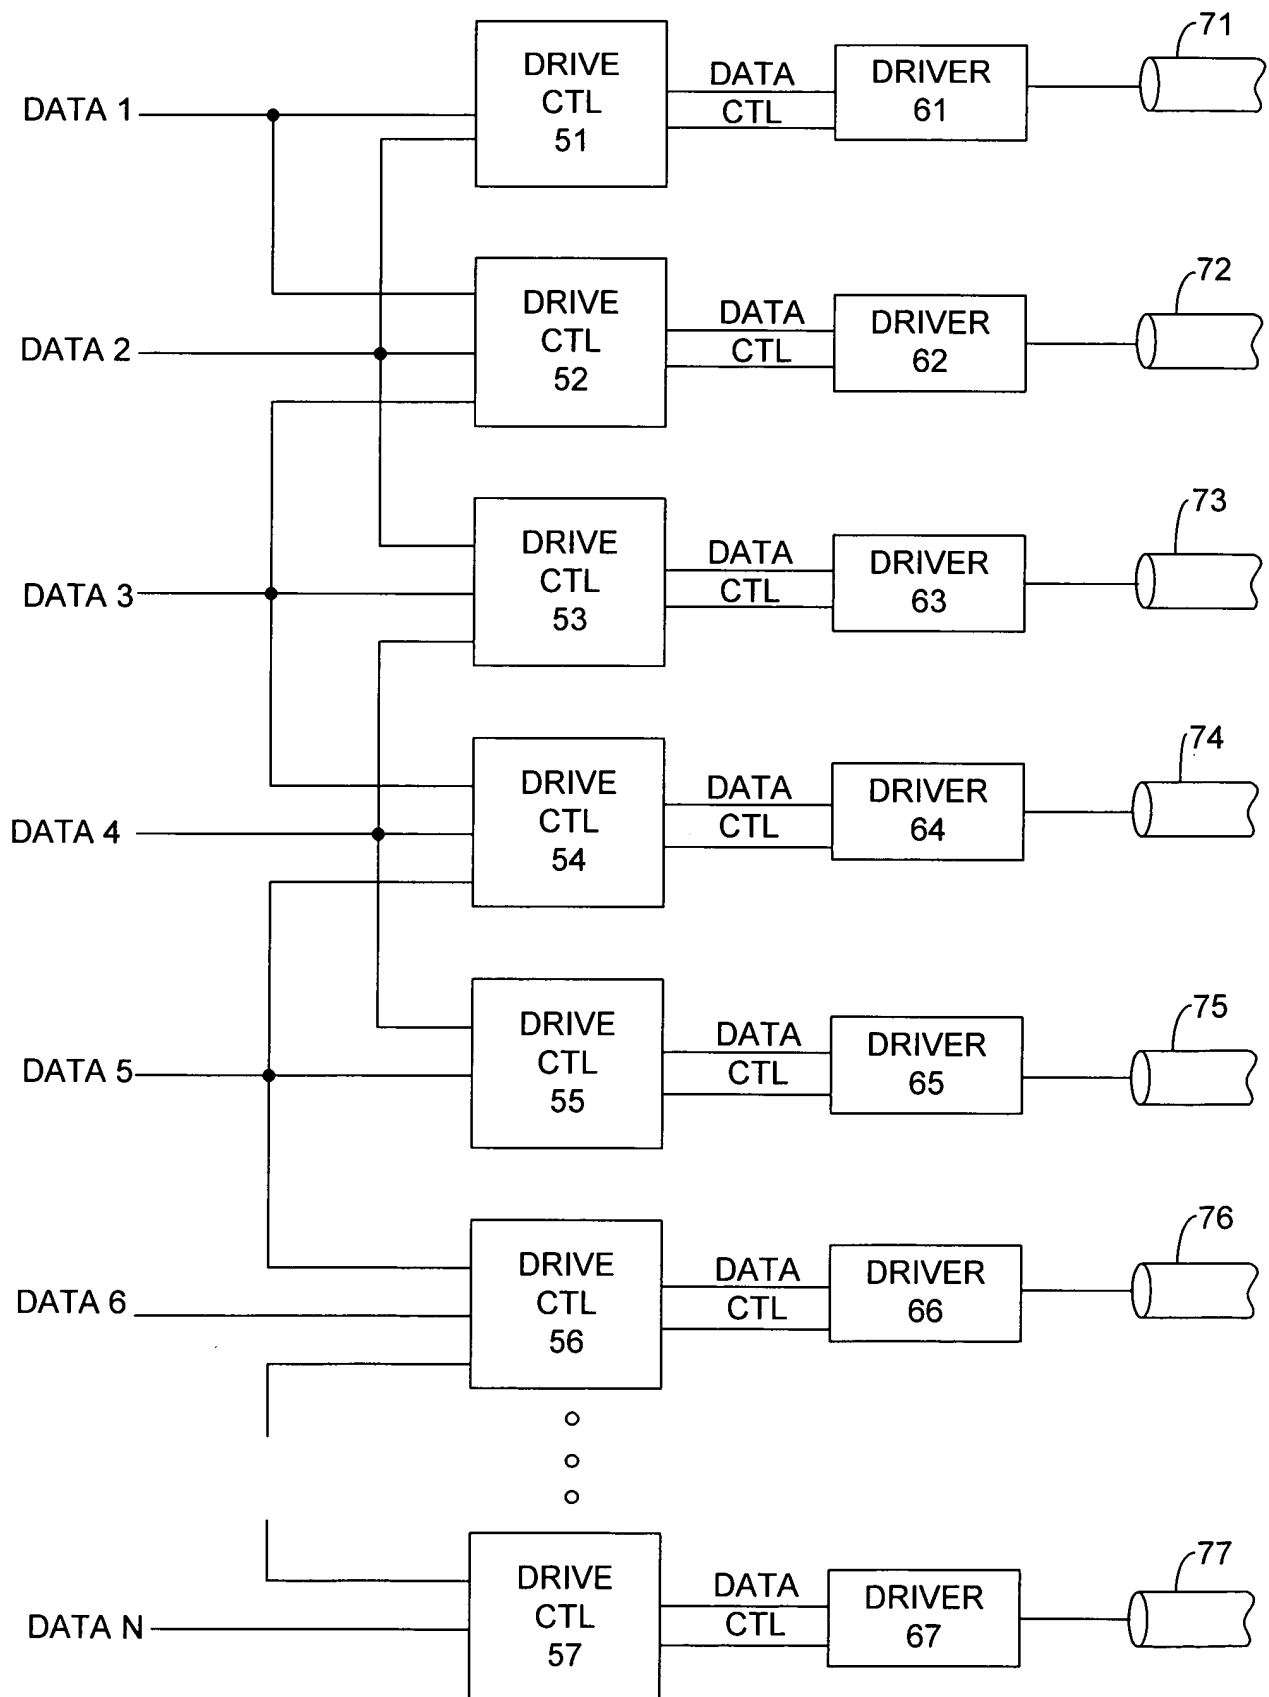 71
DATA 1
DRIVE
CTL
51
DATA
CTL
DRIVER
61
72
DATA 2
DRIVE
CTL
52
DATA
CTL
DRIVER
62
73
DATA 3
DRIVE
CTL
53
DATA
CTL
DRIVER
63
74
DATA 4
DRIVE
CTL
54
DATA
CTL
DRIVER
64
75
DATA 5
DRIVE
CTL
55
DATA
CTL
DRIVER
65
76
DATA 6
DRIVE
CTL
56
DATA
CTL
DRIVER
66
77
DATA N
DRIVE
CTL
57
DATA
CTL
DRIVER
67